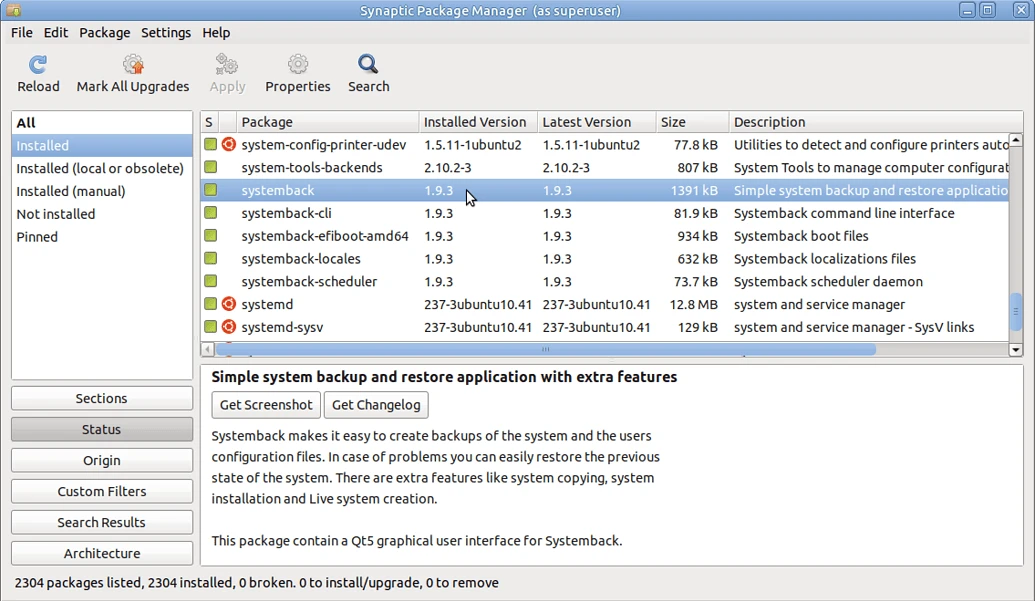 Synaptic Package Manager (as superuser)
File Edit Package Settings Help
Reload Mark All Upgrades Apply Properties Search
All
Installed
Installed (local or obsolete)
Installed (manual)
Not installed
Pinned
S Package Installed Version Latest Version Size Description
system-config-printer-udev 1.5.11-1ubuntu2 1.5.11-1ubuntu2 77.8 kB Utilities to detect and configure printers auto
system-tools-backends 2.10.2-3 2.10.2-3 807 kB System Tools to manage computer configurat
systemback 1.9.3 1.9.3 1391 kB Simple system backup and restore applicatio
systemback-cli 1.9.3 1.9.3 81.9 kB Systemback command line interface
systemback-efiboot-amd64 1.9.3 1.9.3 934 kB Systemback boot files
systemback-locales 1.9.3 1.9.3 632 kB Systemback localizations files
systemback-scheduler 1.9.3 1.9.3 73.7 kB Systemback scheduler daemon
systemd 237-3ubuntu10.41 237-3ubuntu10.41 12.8 MB system and service manager
systemd-sysv 237-3ubuntu10.41 237-3ubuntu10.41 129 kB system and service manager - SysV links
Sections
Status
Origin
Custom Filters
Search Results
Architecture
Simple system backup and restore application with extra features
Get Screenshot Get Changelog
Systemback makes it easy to create backups of the system and the users
configuration files. In case of problems you can easily restore the previous
state of the system. There are extra features like system copying, system
installation and Live system creation.
This package contain a Qt5 graphical user interface for Systemback.
2304 packages listed, 2304 installed, 0 broken. 0 to install/upgrade, 0 to remove